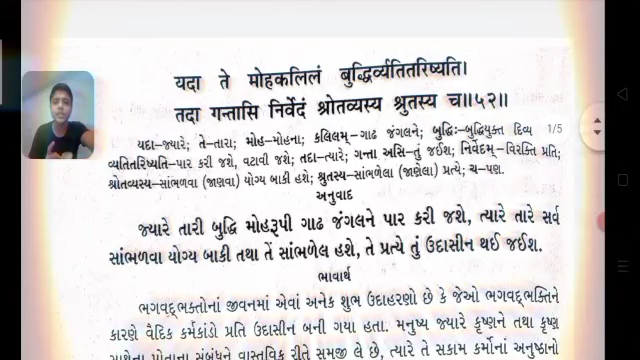 यदा ते मोहकलिलं बुद्धिर्व्यतितरिष्यति।
तदा गन्तासि निर्वेदं श्रोतव्यस्य श्रुतस्य च॥५२॥
1/5
યદા–જ્યારે; તે–તારા; મોહ–મોહના; કલિલમ્–ગાઢ જંગલને; બુદ્ધિઃ–બુદ્ધિયુક્ત દિવ્ય
વ્યતિતરિષ્યતિ–પાર કરી જશે, વટાવી જશે; તદા–ત્યારે; ગન્તા અસિ–તું જઈશ; નિર્વેદમ્–વિરક્તિ પ્રતિ;
શ્રોતવ્યસ્ય–સાંભળવા (જાણવા) યોગ્ય બાકી હશે; શ્રુતસ્ય–સાંભળેલા (જાણેલા) પ્રત્યે; ચ–પણ.
અનુવાદ
જ્યારે તારી બુદ્ધિ મોહરૂપી ગાઢ જંગલને પાર કરી જશે, ત્યારે તારે સર્વ
સાંભળવા યોગ્ય બાકી તથા તેં સાંભળેલ હશે, તે પ્રત્યે તું ઉદાસીન થઈ જઈશ.
ભાવાર્થ
ભગવદ્ભક્તોનાં જીવનમાં એવાં અનેક શુભ ઉદાહરણો છે કે જેઓ ભગવદ્ભક્તિને
કારણે વૈદિક કર્મકાંડો પ્રતિ ઉદાસીન બની ગયા હતા. મનુષ્ય જ્યારે કૃષ્ણને તથા કૃષ્ણ
સાથેના પોતાના સંબંધને વાસ્તવિક રીતે સમજી લે છે, ત્યારે તે સકામ કર્મોનાં અનુષ્ઠાનો